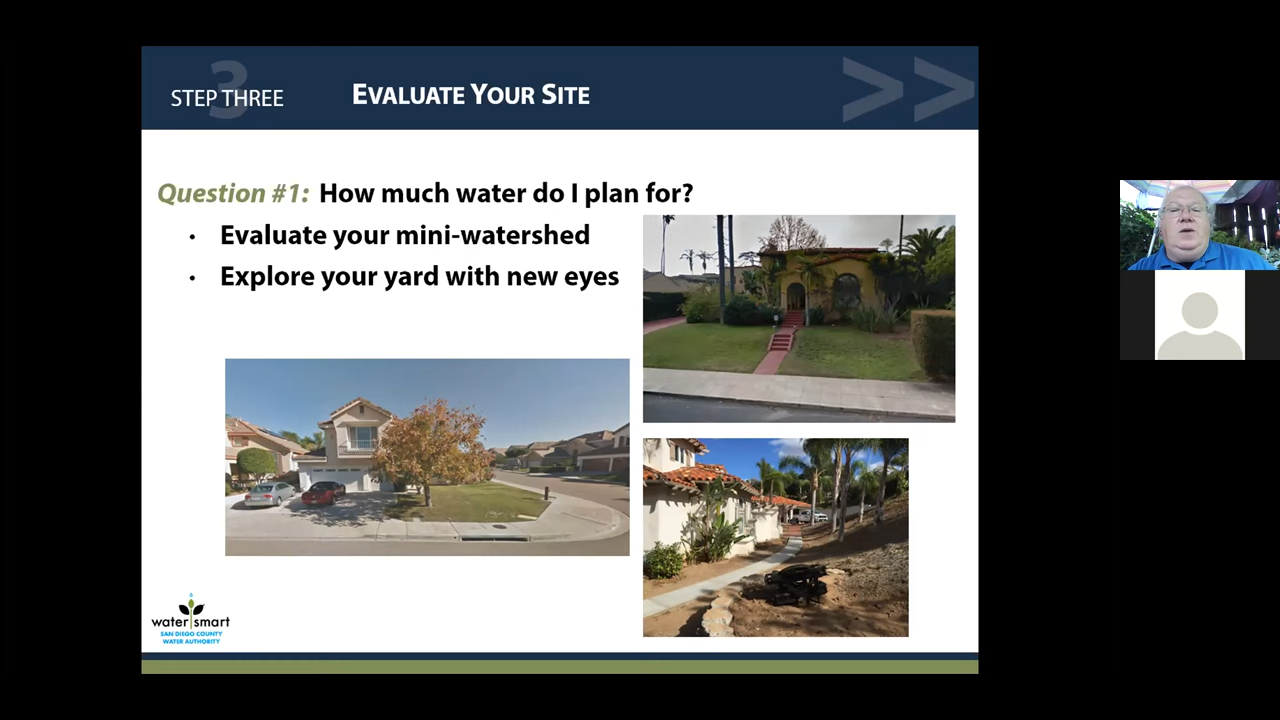 3
STEP THREE
EVALUATE YOUR SITE
>>
Question #1: How much water do I plan for?
• Evaluate your mini-watershed
• Explore your yard with new eyes
water smart
SAN DIEGO COUNTY
WATER AUTHORITY